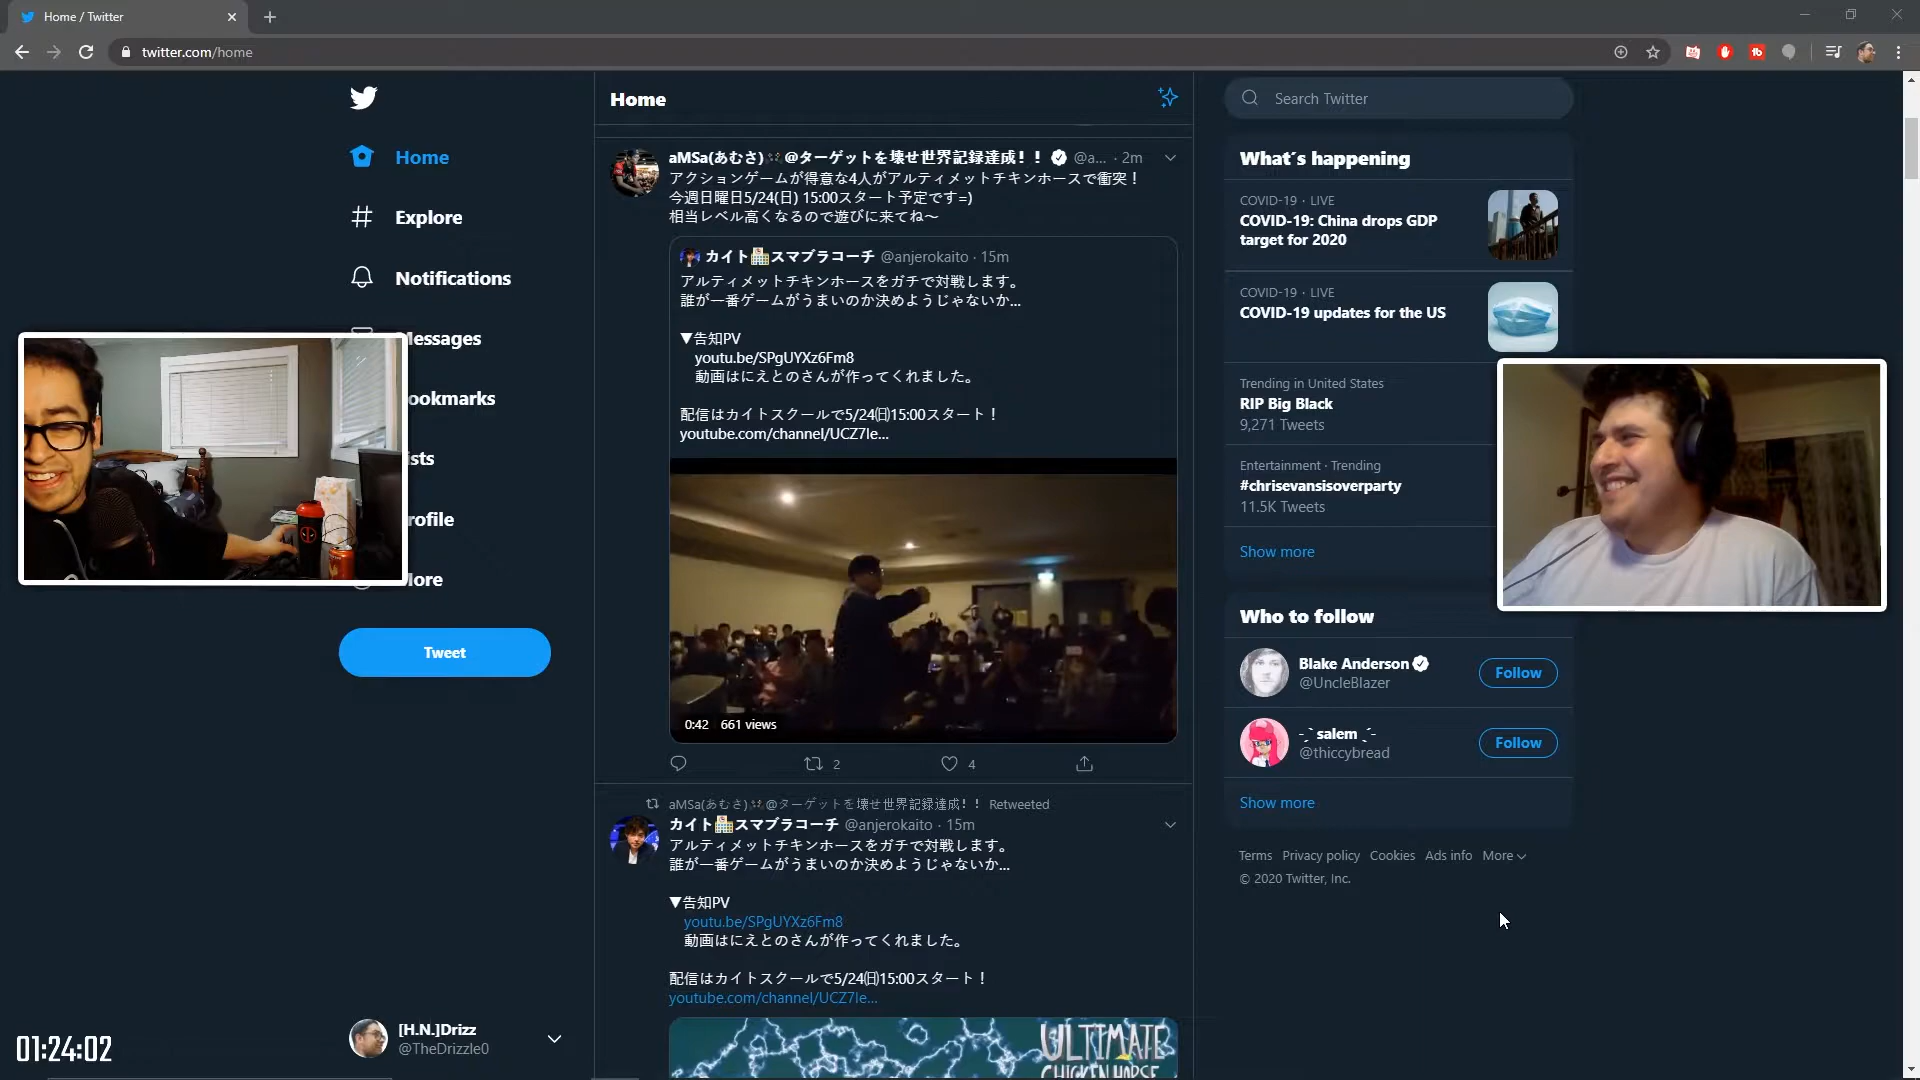 Home / Twitter
twitter.com/home
Home
Explore
Notifications
Messages
ookmarks
ists
rofile
ore
Tweet
[H.N.]Drizz
@TheDrizzle0
01:24:02
Home
aMSa(あむさ) @ターゲットを壊せ世界記録達成！！ @a... · 2m
アクションゲームが得意な4人がアルティメットチキンホースで衝突！
今週日曜日5/24(日) 15:00スタート予定です=)
相当レベル高くなるので遊びに来てね〜
カイト🏫スマブラコーチ @anjerokaito · 15m
アルティメットチキンホースをガチで対戦します。
誰が一番ゲームがうまいのか決めようじゃないか...
▼告知PV
youtu.be/SPgUYXz6Fm8
動画はにえとのさんが作ってくれました。
配信はカイトスクールで5/24㈰15:00スタート！
youtube.com/channel/UCZ7Ie...
0:42 661 views
2
4
aMSa(あむさ) @ターゲットを壊せ世界記録達成！！ Retweeted
カイト🏫スマブラコーチ @anjerokaito · 15m
アルティメットチキンホースをガチで対戦します。
誰が一番ゲームがうまいのか決めようじゃないか...
▼告知PV
youtu.be/SPgUYXz6Fm8
動画はにえとのさんが作ってくれました。
配信はカイトスクールで5/24㈰15:00スタート！
youtube.com/channel/UCZ7Ie...
ULTIMATE
CHICKEN HORSE
Search Twitter
What's happening
COVID-19 · LIVE
COVID-19: China drops GDP
target for 2020
COVID-19 · LIVE
COVID-19 updates for the US
Trending in United States
RIP Big Black
9,271 Tweets
Entertainment · Trending
#chrisevansisoverparty
11.5K Tweets
Show more
Who to follow
Blake Anderson
@UncleBlazer
Follow
salem
@thiccybread
Follow
Show more
Terms Privacy policy Cookies Ads info More
© 2020 Twitter, Inc.